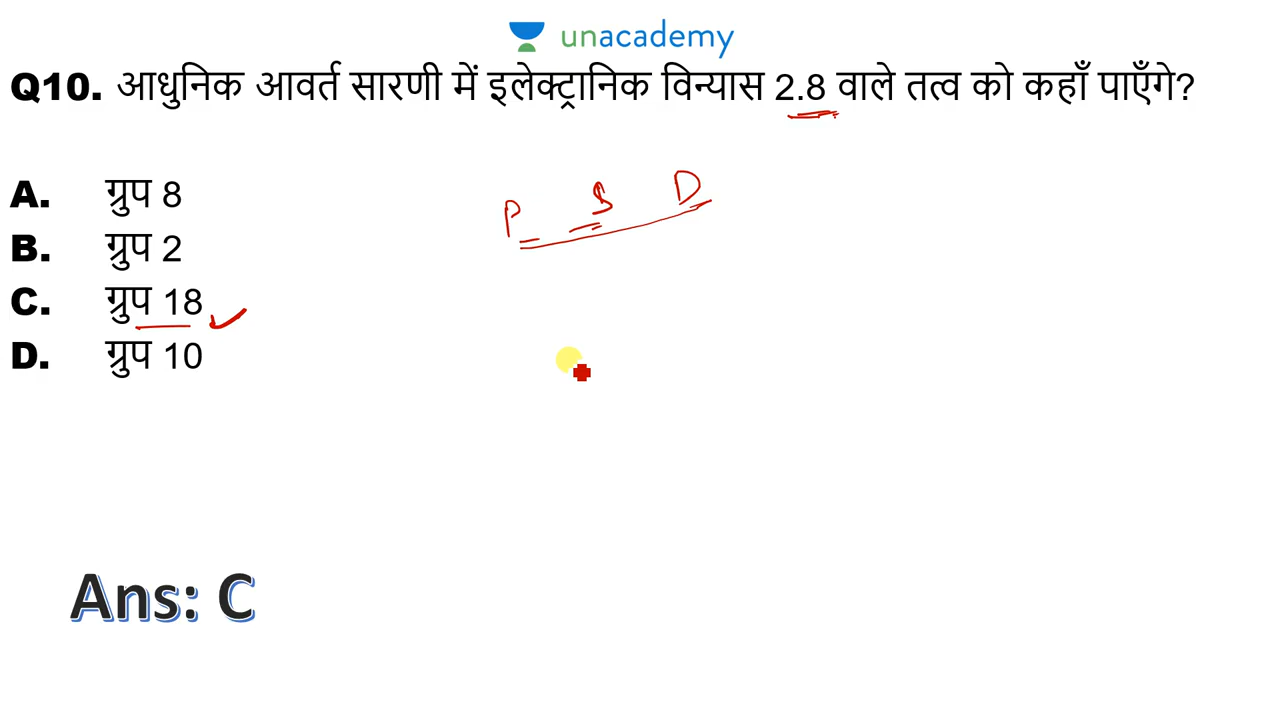 unacademy
Q10. आधुनिक आवर्त सारणी में इलेक्ट्रानिक विन्यास 2.8 वाले तत्व को कहाँ पाएँगे?
P S D
A. ग्रुप 8
B. ग्रुप 2
C. ग्रुप 18
D. ग्रुप 10
Ans: C